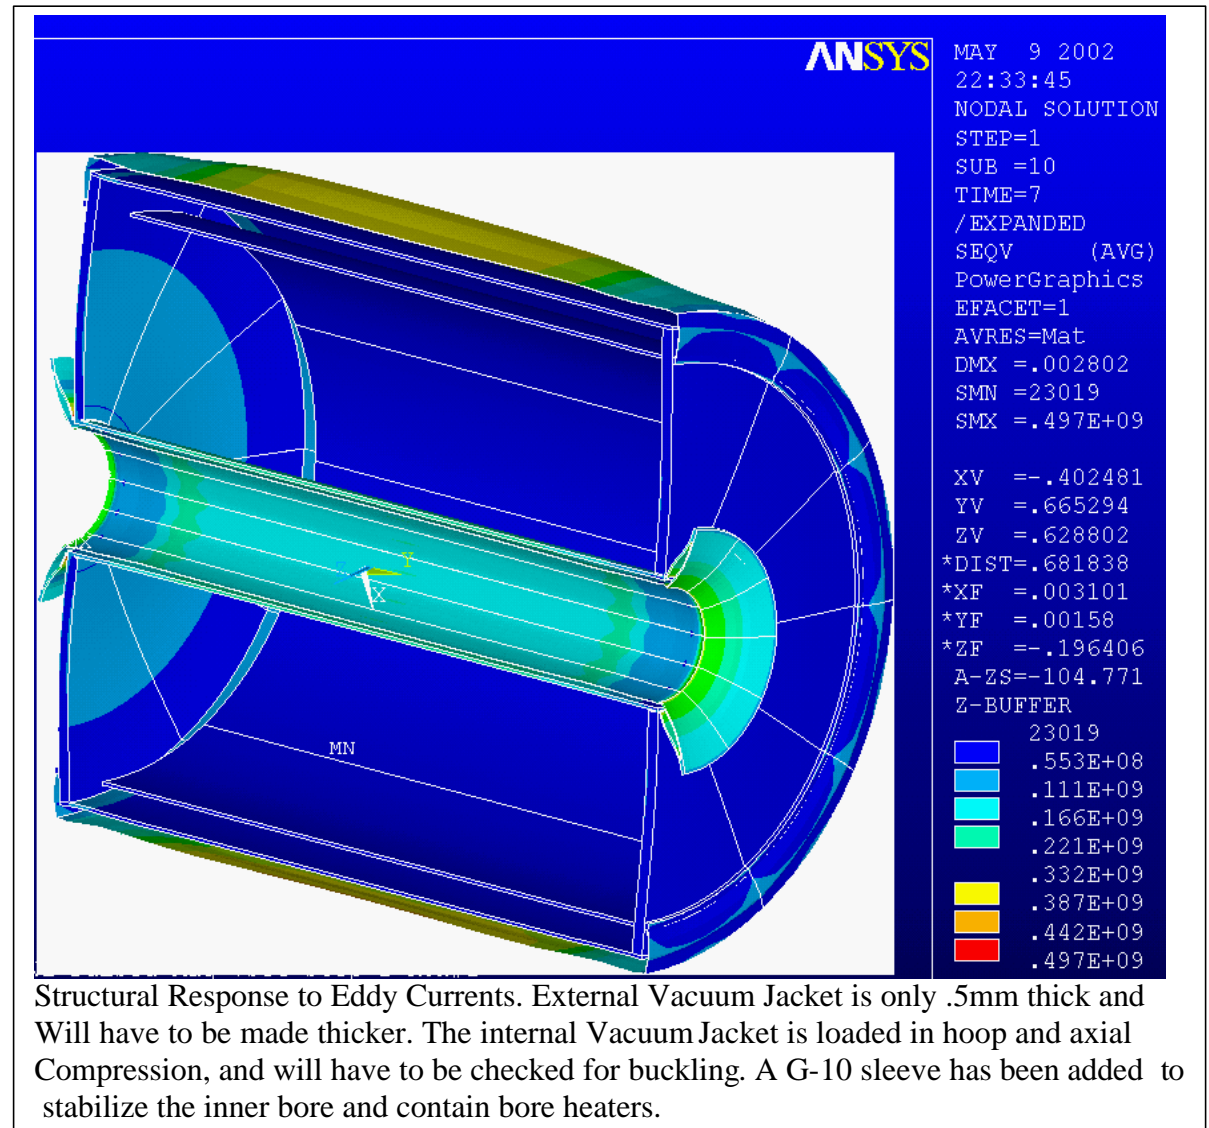 ANSYS
MAY 9 2002
22:33:45
NODAL SOLUTION
STEP=1
SUB =10
TIME=7
/EXPANDED
SEQV (AVG)
PowerGraphics
EFACET=1
AVRES=Mat
DMX =.002802
SMN =23019
SMX =.497E+09
XV =-.402481
YV =.665294
ZV =.628802
*DIST=.681838
*XF =.003101
*YF =.00158
*ZF =-.196406
A-ZS=-104.771
Z-BUFFER
23019
.553E+08
.111E+09
.166E+09
.221E+09
.332E+09
.387E+09
.442E+09
.497E+09
Y
Z
X
MN
Structural Response to Eddy Currents. External Vacuum Jacket is only .5mm thick and
Will have to be made thicker. The internal Vacuum Jacket is loaded in hoop and axial
Compression, and will have to be checked for buckling. A G-10 sleeve has been added to
stabilize the inner bore and contain bore heaters.